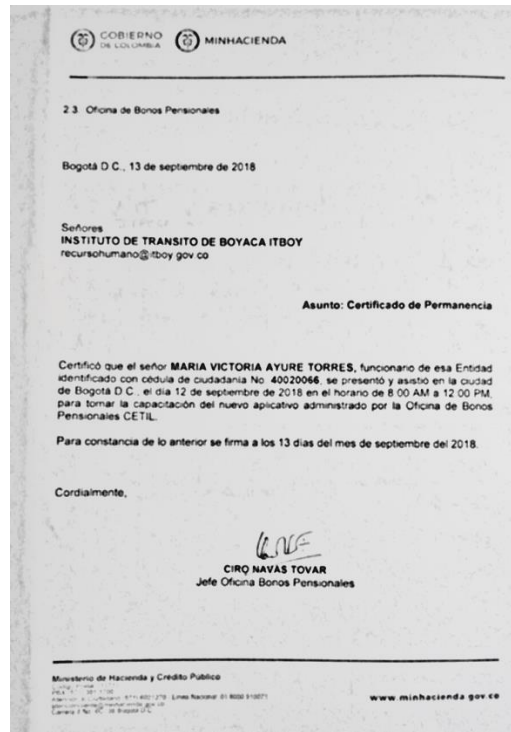 GOBIERNO
DE COLOMBIA
MINHACIENDA
2.3. Oficina de Bonos Pensionales
Bogotá D.C., 13 de septiembre de 2018
Señores
INSTITUTO DE TRANSITO DE BOYACA ITBOY
recursohumano@itboy.gov.co
Asunto: Certificado de Permanencia
Certificó que el señor MARIA VICTORIA AYURE TORRES, funcionario de esa Entidad
identificado con cédula de ciudadanía No. 40020066, se presentó y asistió en la ciudad
de Bogotá D.C., el día 12 de septiembre de 2018 en el horario de 8:00 AM a 12:00 PM,
para tomar la capacitación del nuevo aplicativo administrado por la Oficina de Bonos
Pensionales CETIL.
Para constancia de lo anterior se firma a los 13 días del mes de septiembre del 2018.
Cordialmente,
CIRO NAVAS TOVAR
Jefe Oficina Bonos Pensionales
Ministerio de Hacienda y Crédito Público
www.minhacienda.gov.co